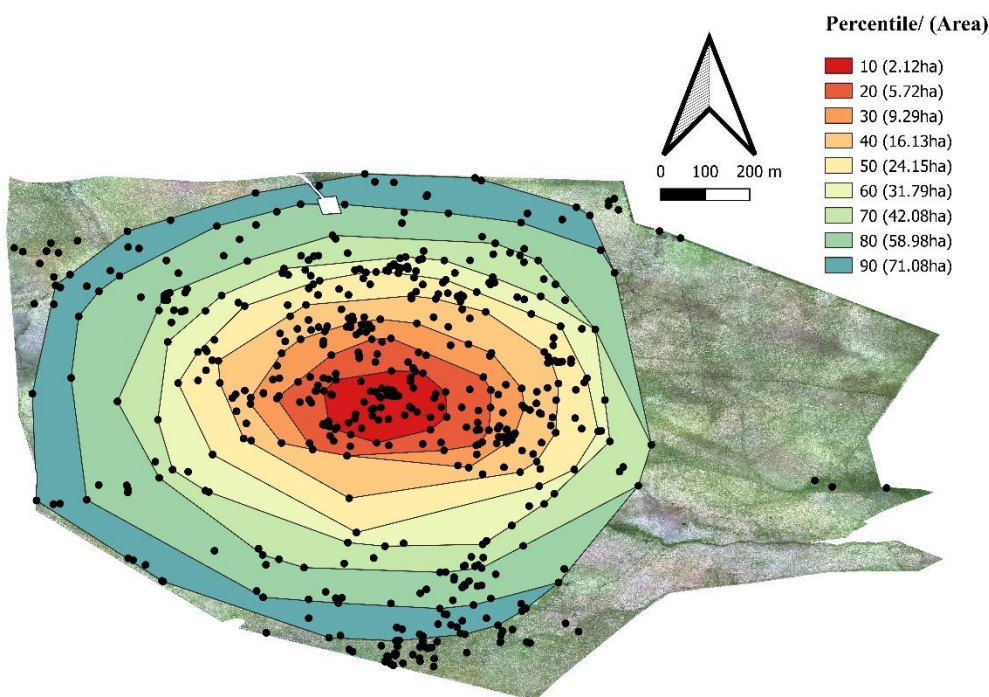 Percentile/ (Area)
10 (2.12ha)
20 (5.72ha)
30 (9.29ha)
40 (16.13ha)
50 (24.15ha)
60 (31.79ha)
70 (42.08ha)
80 (58.98ha)
90 (71.08ha)
0 100 200 m